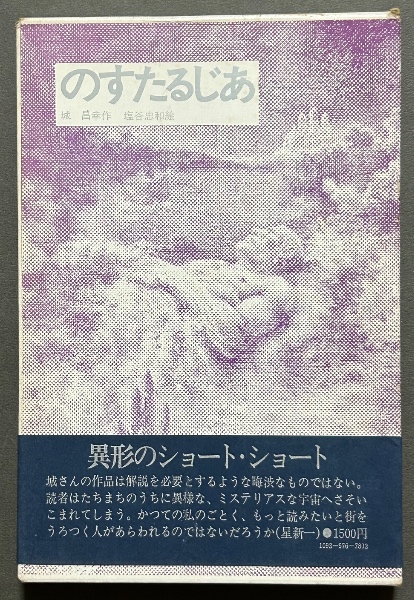 のすたるじあ
城　昌幸作　塩谷忠和絵
異形のショート・ショート
城さんの作品は解説を必要とするような晦渋なものではない。
読者はたちまちのうちに異様な、ミステリアスな宇宙へさそい
こまれてしまう。かつての私のごとく、もっと読みたいと街を
うろつく人があらわれるのではないだろうか(星新一)●1500円
1093-576-7813